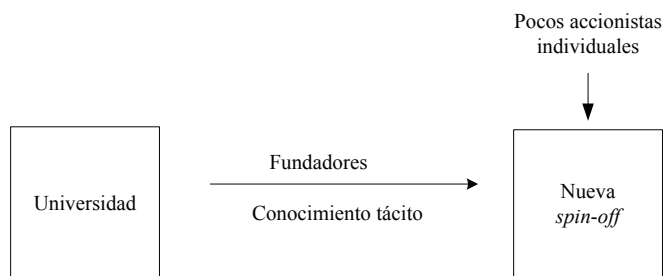 Pocos accionistas
individuales
Fundadores
Universidad
Conocimiento tácito
Nueva
spin-off